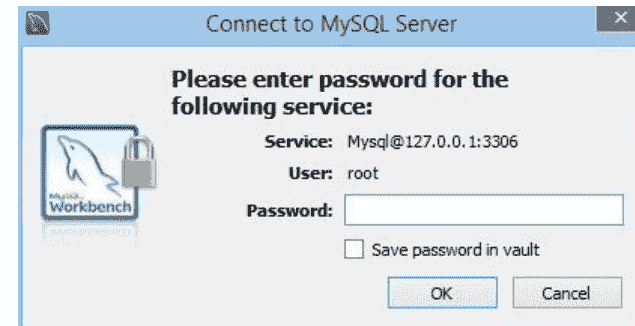 Connect to MySQL Server
Please enter password for the
following service:
Service: Mysql@127.0.0.1:3306
User: root
Password:
MySQL
Workbench
Save password in vault
OK Cancel